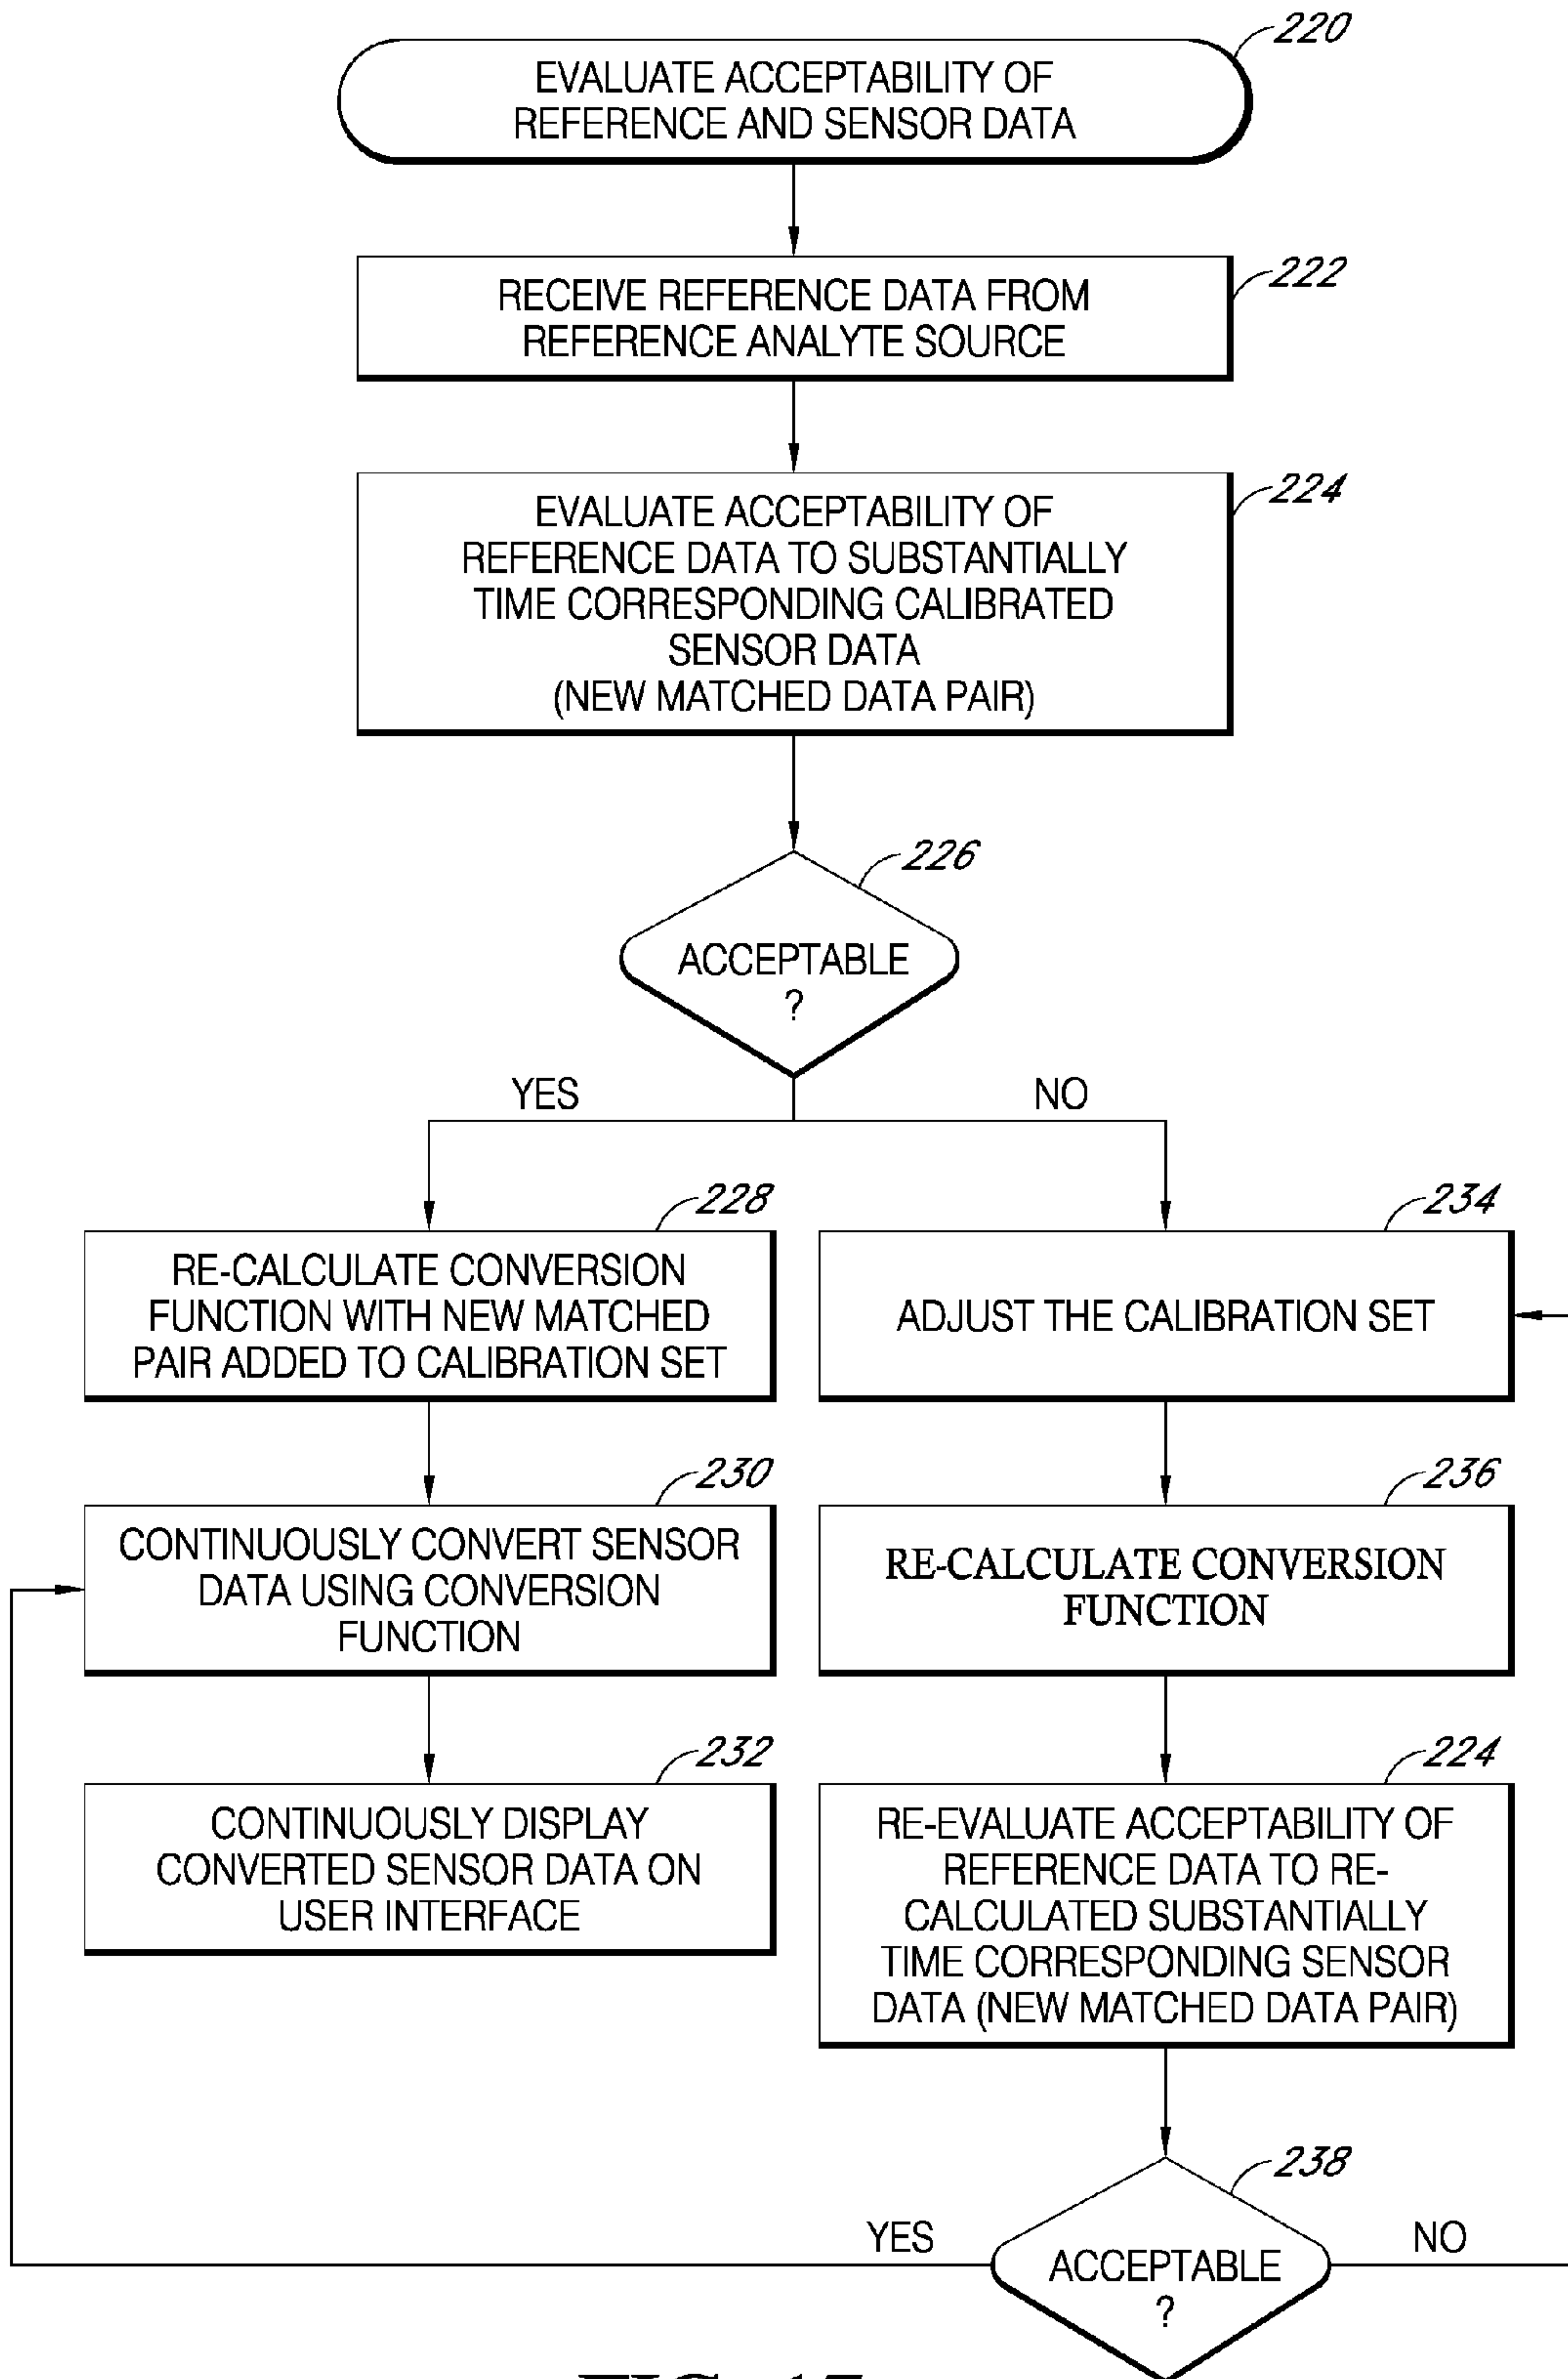 220
EVALUATE ACCEPTABILITY OF
REFERENCE AND SENSOR DATA
222
RECEIVE REFERENCE DATA FROM
REFERENCE ANALYTE SOURCE
224
EVALUATE ACCEPTABILITY OF
REFERENCE DATA TO SUBSTANTIALLY
TIME CORRESPONDING CALIBRATED
SENSOR DATA
(NEW MATCHED DATA PAIR)
226
ACCEPTABLE
?
YES
NO
228
RE-CALCULATE CONVERSION
FUNCTION WITH NEW MATCHED
PAIR ADDED TO CALIBRATION SET
234
ADJUST THE CALIBRATION SET
230
CONTINUOUSLY CONVERT SENSOR
DATA USING CONVERSION
FUNCTION
236
RE-CALCULATE CONVERSION
FUNCTION
232
CONTINUOUSLY DISPLAY
CONVERTED SENSOR DATA ON
USER INTERFACE
224
RE-EVALUATE ACCEPTABILITY OF
REFERENCE DATA TO RE-
CALCULATED SUBSTANTIALLY
TIME CORRESPONDING SENSOR
DATA (NEW MATCHED DATA PAIR)
238
YES
ACCEPTABLE
?
NO